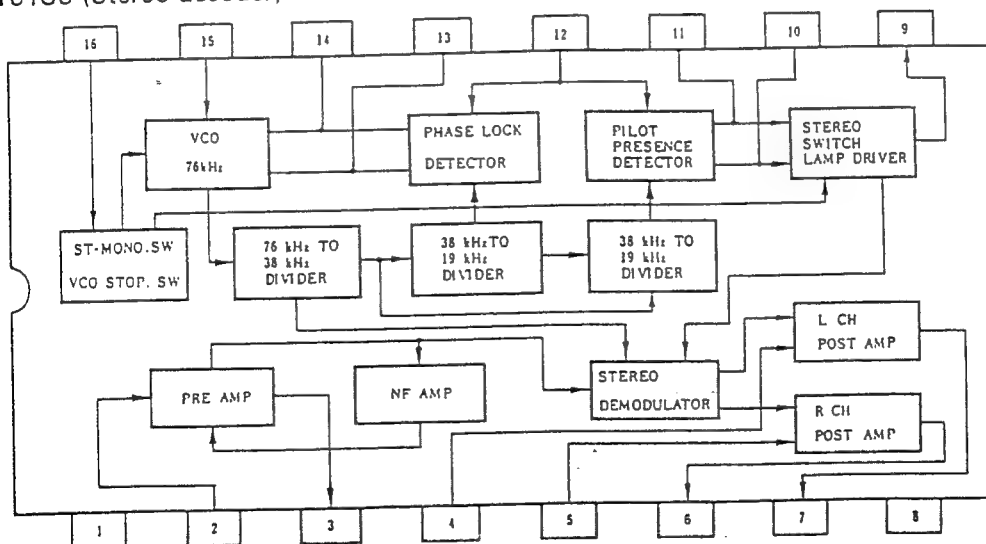 (Stereo decoder)
16 15 14 13 12 11 10 9
VCO
76kHz
PHASE LOCK
DETECTOR
PILOT
PRESENCE
DETECTOR
STEREO
SWITCH
LAMP DRIVER
ST-MONO.SW
VCO STOP. SW
76 kHz TO
38 kHz
DIVIDER
38 kHz TO
19 kHz
DIVIDER
38 kHz TO
19 kHz
DIVIDER
L CH
POST AMP
PRE AMP
NF AMP
STEREO
DEMODULATOR
R CH
POST AMP
1 2 3 4 5 6 7 8